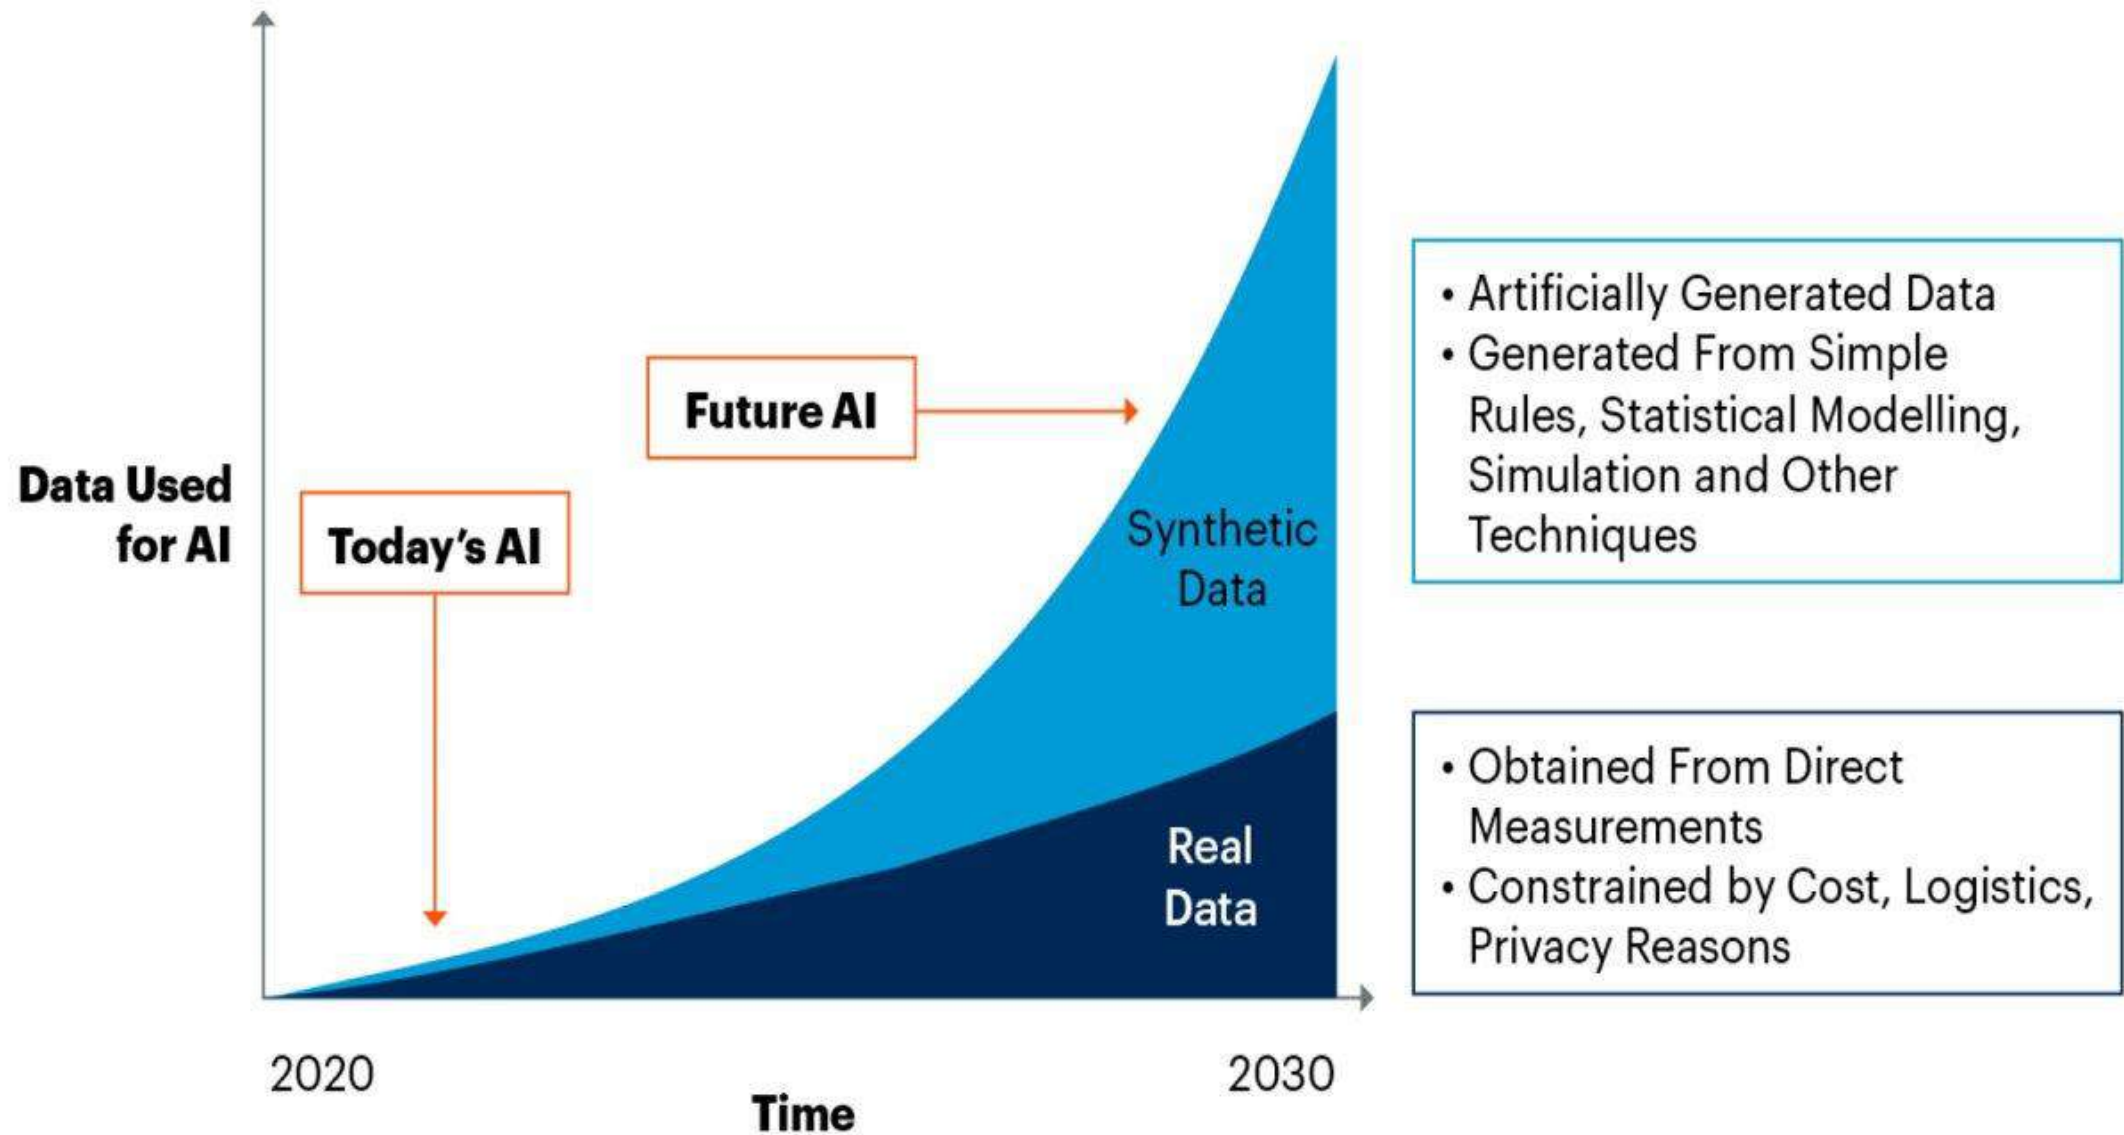 Data Used
for AI
Today's AI
Future AI
Synthetic
Data
Real
Data
• Artificially Generated Data
• Generated From Simple
Rules, Statistical Modelling,
Simulation and Other
Techniques
• Obtained From Direct
Measurements
• Constrained by Cost, Logistics,
Privacy Reasons
2020
2030
Time